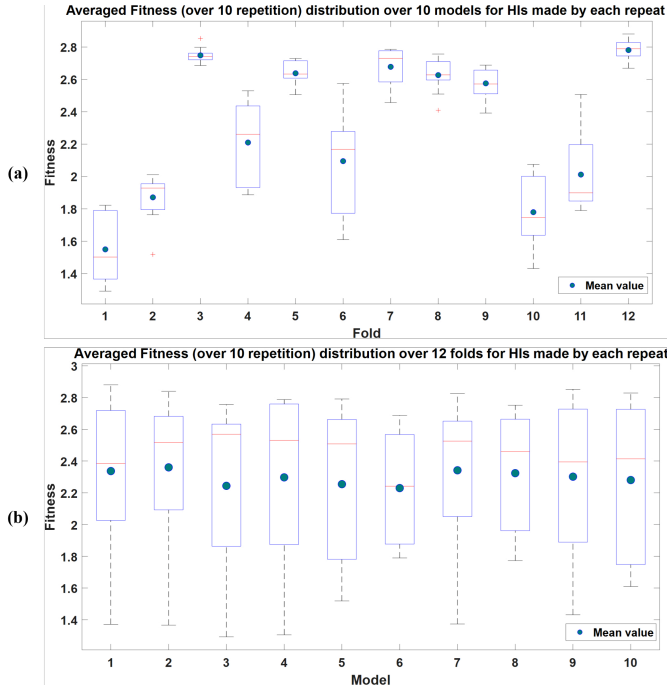 Averaged Fitness (over 10 repetition) distribution over 10 models for HIs made by each repeat
2.8
2.6
2.4
2.2
2
1.8
1.6
1.4
Fitness
(a)
1 2 3 4 5 6 7 8 9 10 11 12
Fold
Mean value
Averaged Fitness (over 10 repetition) distribution over 12 folds for HIs made by each repeat
3
2.8
2.6
2.4
2.2
2
1.8
1.6
1.4
Fitness
(b)
1 2 3 4 5 6 7 8 9 10
Model
Mean value